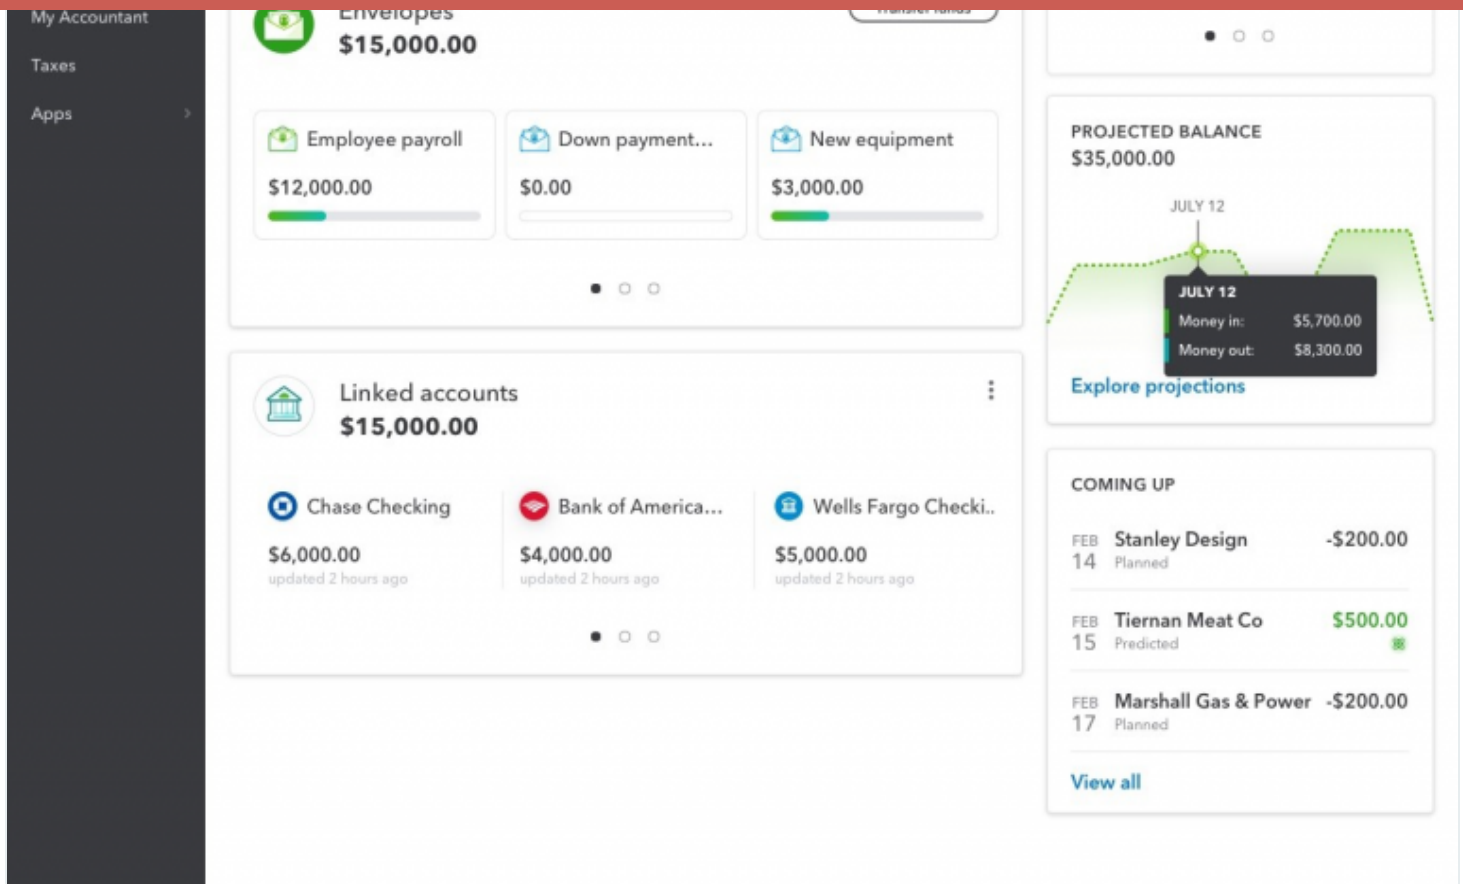 My Accountant
Taxes
Apps
Envelopes
$15,000.00
Transfer funds
Employee payroll
$12,000.00
Down payment...
$0.00
New equipment
$3,000.00
Linked accounts
$15,000.00
Chase Checking
$6,000.00
updated 2 hours ago
Bank of America...
$4,000.00
updated 2 hours ago
Wells Fargo Checki..
$5,000.00
updated 2 hours ago
PROJECTED BALANCE
$35,000.00
JULY 12
JULY 12
Money in: $5,700.00
Money out: $8,300.00
Explore projections
COMING UP
FEB 14 Stanley Design -$200.00
Planned
FEB 15 Tiernan Meat Co $500.00
Predicted
FEB 17 Marshall Gas & Power -$200.00
Planned
View all